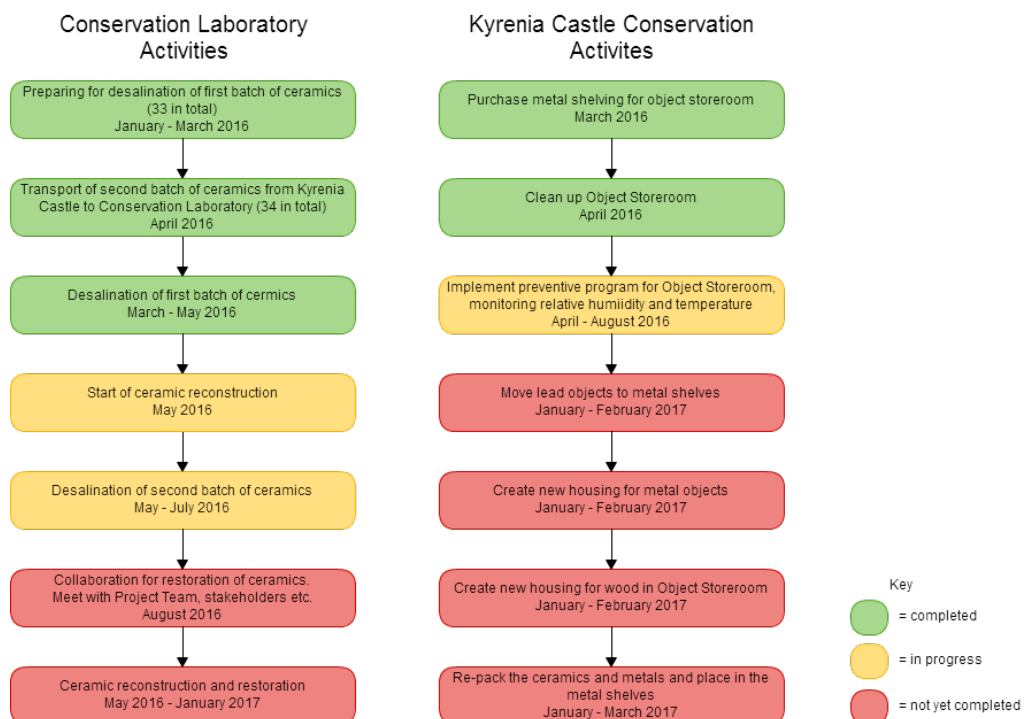 Conservation Laboratory
Activities
Preparing for desalination of first batch of ceramics
(33 in total)
January - March 2016
Transport of second batch of ceramics from Kyrenia
Castle to Conservation Laboratory (34 in total)
April 2016
Desalination of first batch of cermics
March - May 2016
Start of ceramic reconstruction
May 2016
Desalination of second batch of ceramics
May - July 2016
Collaboration for restoration of ceramics.
Meet with Project Team, stakeholders etc.
August 2016
Ceramic reconstruction and restoration
May 2016 - January 2017
Kyrenia Castle Conservation
Activites
Purchase metal shelving for object storeroom
March 2016
Clean up Object Storeroom
April 2016
Implement preventive program for Object Storeroom,
monitoring relative humiidity and temperature
April - August 2016
Move lead objects to metal shelves
January - February 2017
Create new housing for metal objects
January - February 2017
Create new housing for wood in Object Storeroom
January - February 2017
Re-pack the ceramics and metals and place in the
metal shelves
January - March 2017
Key
= completed
= in progress
= not yet completed